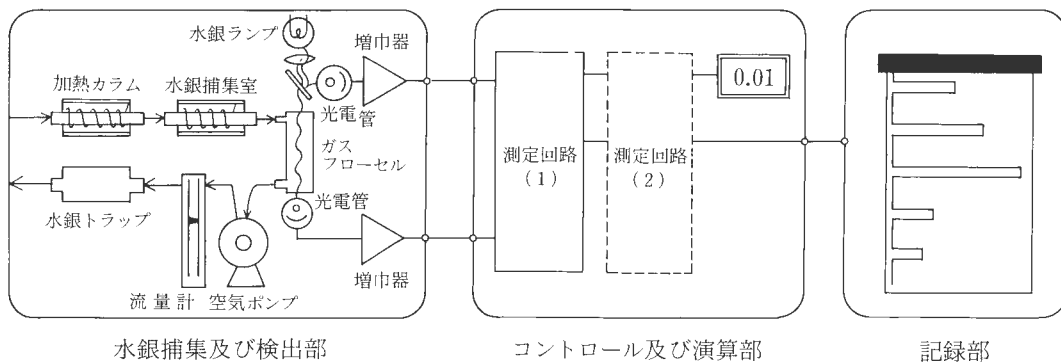 水銀ランプ
増巾器
加熱カラム
水銀捕集室
光電管
ガス
フローセル
水銀トラップ
光電管
流量計
空気ポンプ
増巾器
測定回路
(1)
測定回路
(2)
0.01
水銀捕集及び検出部
コントロール及び演算部
記録部